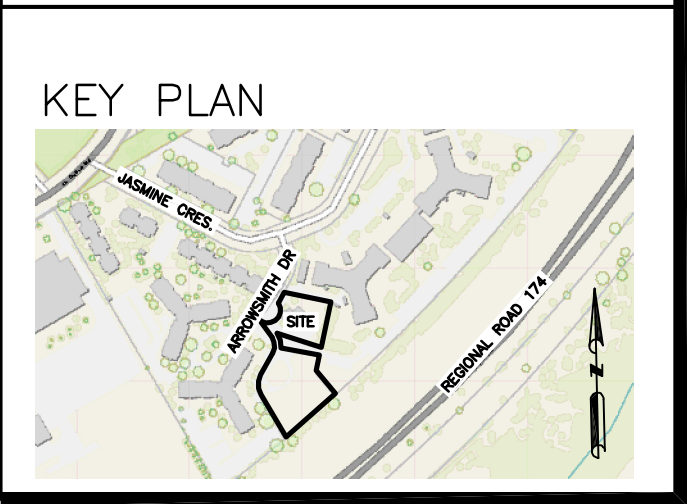 KEY PLAN
JASMINE CRES.
ARROWSMITH DR
SITE
REGIONAL ROAD 174
N